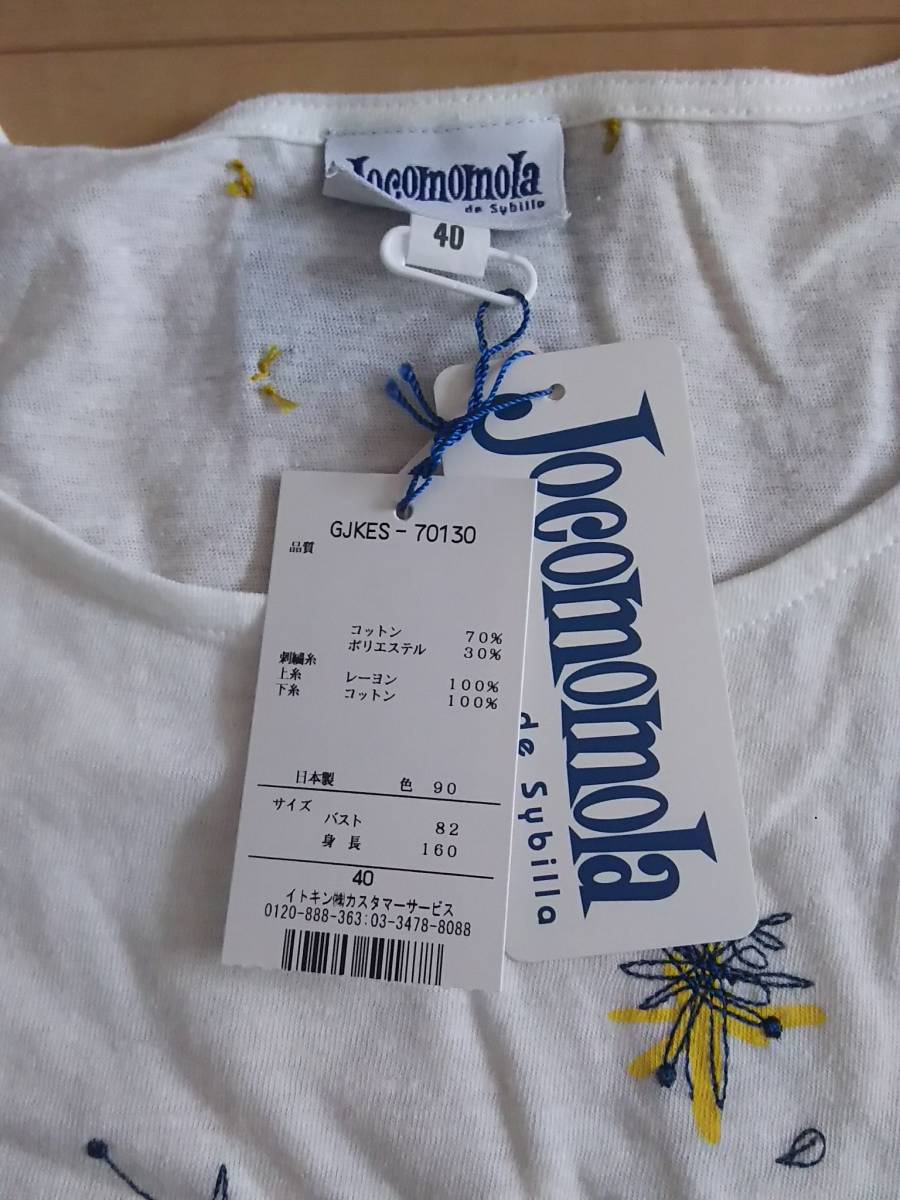 Jocomomola
de Sybilla
40
Jocomomola
de Sybilla
GJKES-70130
品質
コットン 70%
ポリエステル 30%
刺繍糸
上糸 レーヨン 100%
下糸 コットン 100%
日本製 色 90
サイズ
バスト 82
身長 160
40
イトキン㈱カスタマーサービス
0120-888-363:03-3478-8088